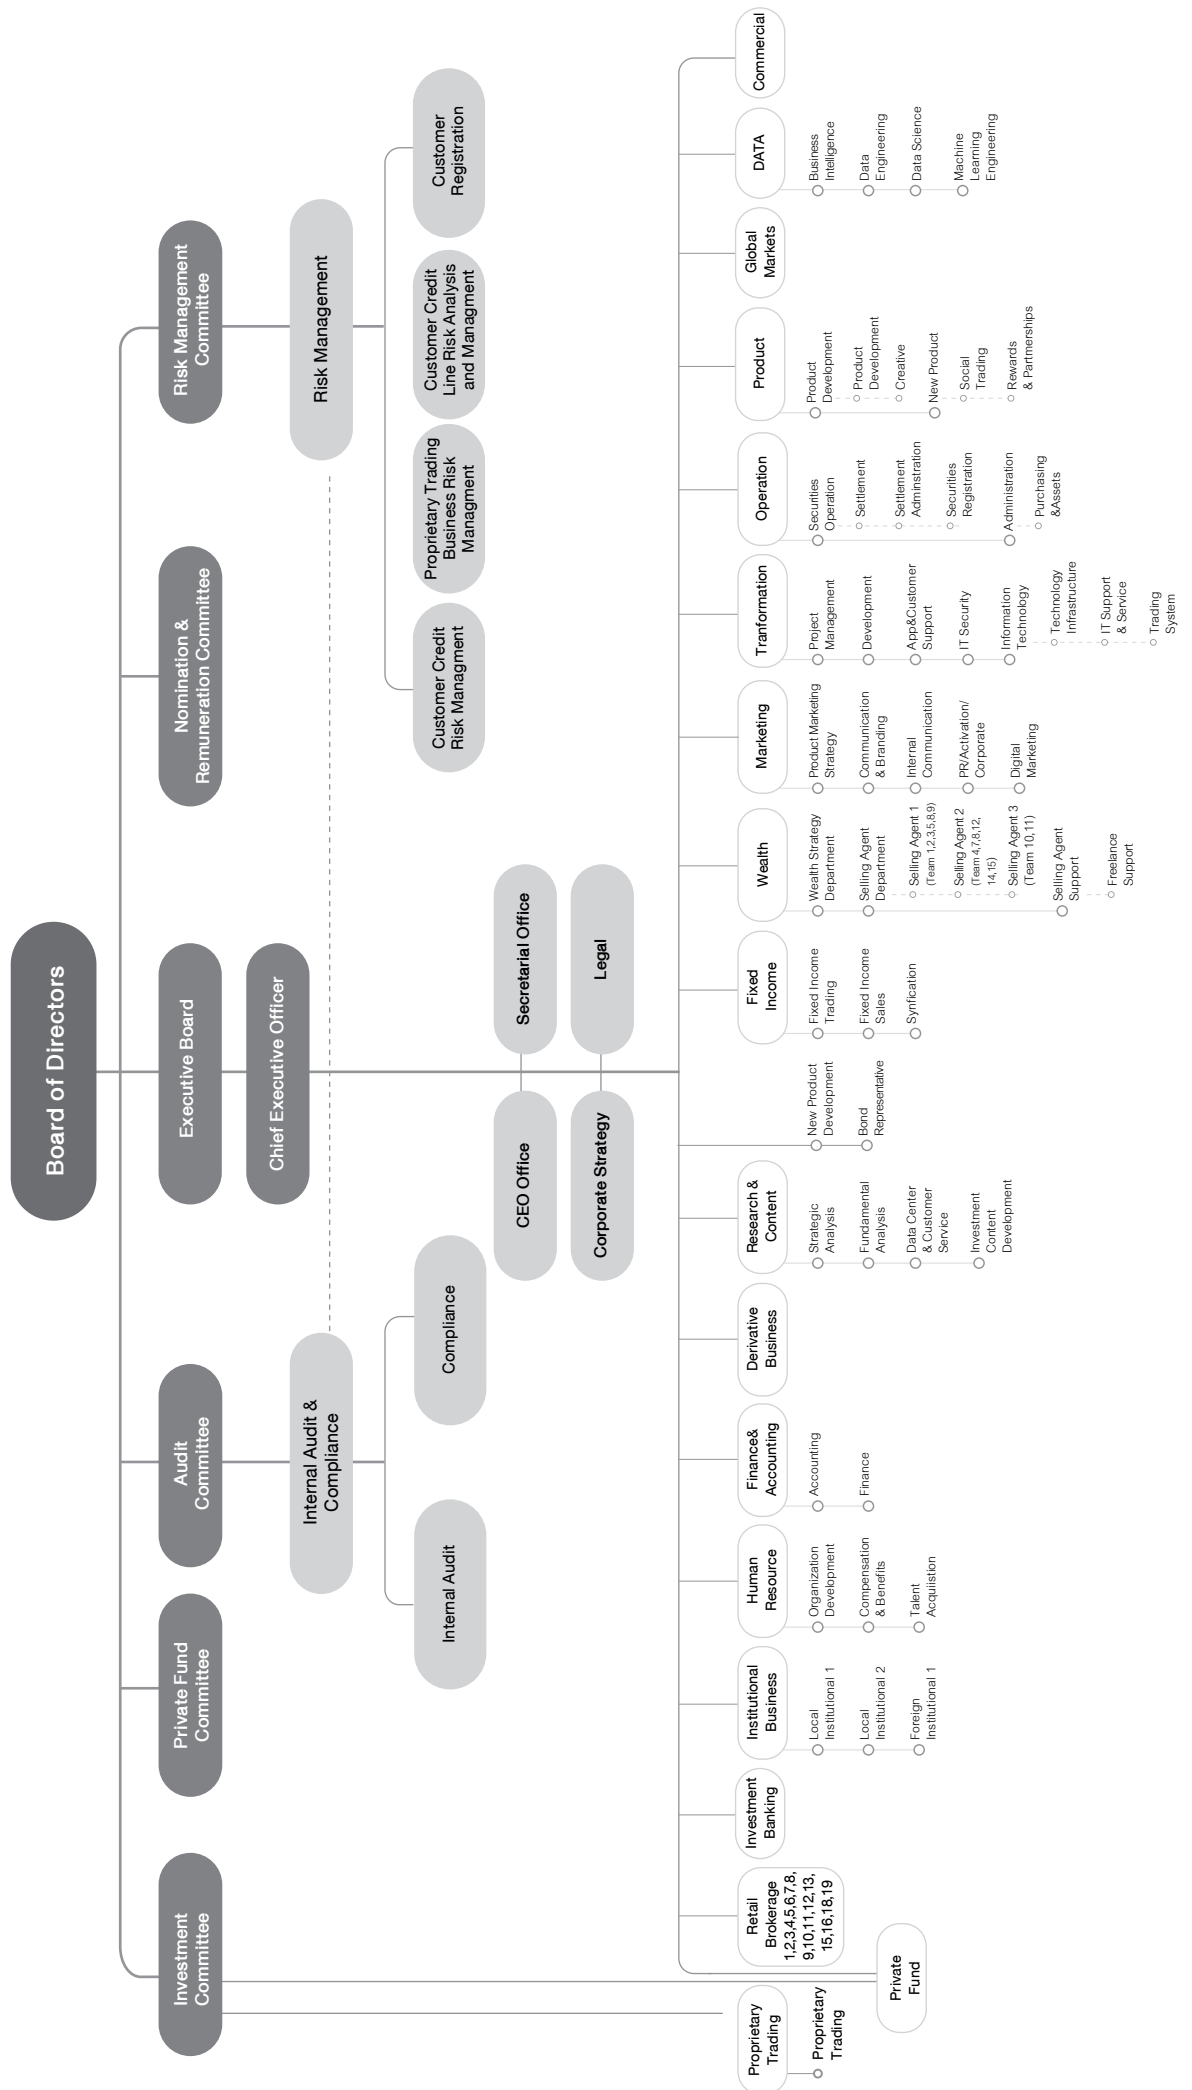 Board of Directors
Investment
Committee
Private Fund
Committee
Audit
Committee
Executive Board
Nomination &
Remuneration Committee
Risk Management
Committee
Chief Executive Officer
Internal Audit &
Compliance
Risk Management
Internal Audit
Compliance
Customer Credit
Risk Managment
Proprietary Trading
Business Risk
Managment
Customer Credit
Line Risk Analysis
and Managment
Customer
Registration
CEO Office
Secretarial Office
Corporate Strategy
Legal
Proprietary
Trading
Proprietary
Trading
Private
Fund
Retail
Brokerage
1,2,3,4,5,6,7,8,
9,10,11,12,13,
15,16,18,19
Investment
Banking
Institutional
Business
Local
Institutional 1
Local
Institutional 2
Foreign
Institutional 1
Human
Resource
Organization
Development
Compensation
& Benefits
Talent
Acquiistion
Finance&
Accounting
Accounting
Finance
Derivative
Business
Research &
Content
Strategic
Analysis
Fundamental
Analysis
Data Center
& Customer
Service
Investment
Content
Development
New Product
Development
Bond
Representative
Fixed
Income
Fixed Income
Trading
Fixed Income
Sales
Synfication
Wealth
Wealth Strategy
Department
Selling Agent
Department
Selling Agent 1
(Team 1,2,3,5,8,9)
Selling Agent 2
(Team 4,7,8,12,
14,15)
Selling Agent 3
(Team 10,11)
Selling Agent
Support
Freelance
Support
Marketing
Product Marketing
Strategy
Communication
& Branding
Internal
Communication
PR/Activation/
Corporate
Digital
Marketing
Tranformation
Project
Management
Development
App&Customer
Support
IT Security
Information
Technology
Technology
Infrastructure
IT Support
& Service
Trading
System
Operation
Securities
Operation
Settlement
Settlement
Adminstration
Securities
Registration
Administration
Purchasing
&Assets
Product
Product
Development
Product
Development
Creative
New Product
Social
Trading
Rewards
& Partnerships
Global
Markets
DATA
Business
Intelligence
Data
Engineering
Data Science
Machine
Learning
Engineering
Commercial